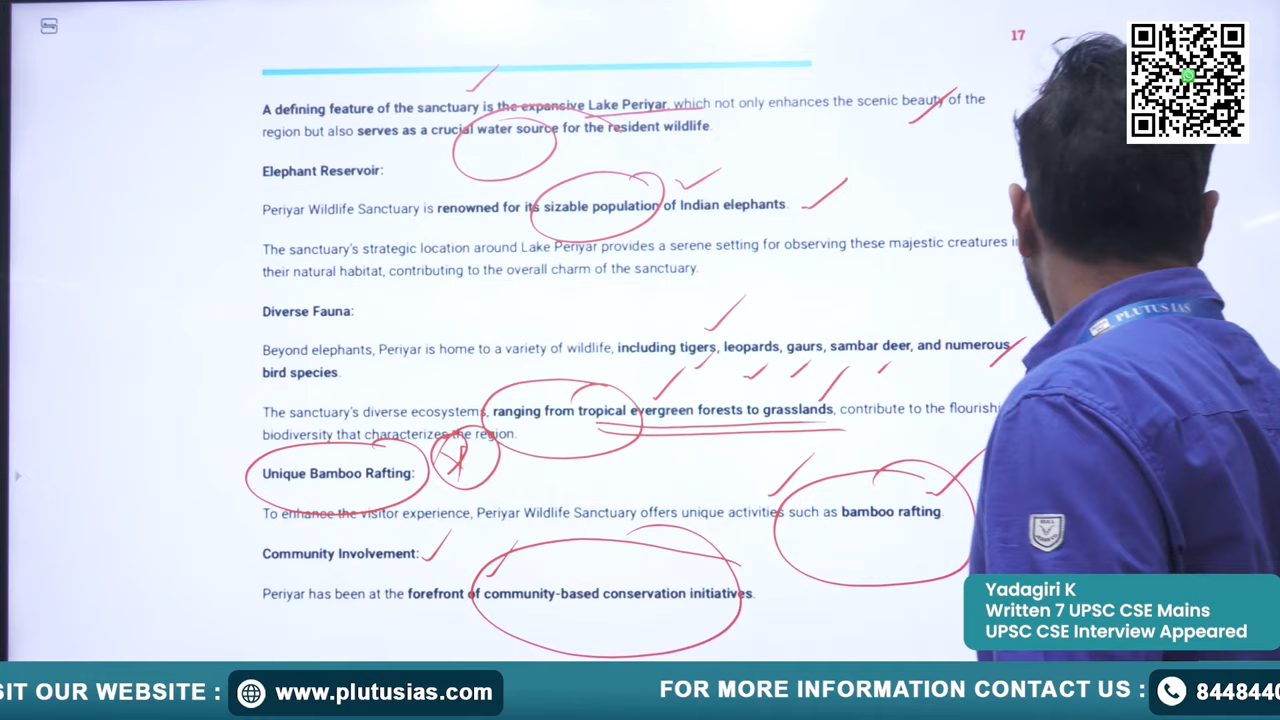 17
A defining feature of the sanctuary is the expansive Lake Periyar, which not only enhances the scenic beauty of the
region but also serves as a crucial water source for the resident wildlife.
Elephant Reservoir:
Periyar Wildlife Sanctuary is renowned for its sizable population of Indian elephants.
The sanctuary's strategic location around Lake Periyar provides a serene setting for observing these majestic creatures in
their natural habitat, contributing to the overall charm of the sanctuary.
Diverse Fauna:
Beyond elephants, Periyar is home to a variety of wildlife, including tigers, leopards, gaurs, sambar deer, and numerous
bird species.
The sanctuary's diverse ecosystems, ranging from tropical evergreen forests to grasslands, contribute to the flourishi
biodiversity that characterizes the region.
Unique Bamboo Rafting:
To enhance the visitor experience, Periyar Wildlife Sanctuary offers unique activities such as bamboo rafting.
Community Involvement:
Periyar has been at the forefront of community-based conservation initiatives.
PLUTUS IAS
Yadagiri K
Written 7 UPSC CSE Mains
UPSC CSE Interview Appeared
SIT OUR WEBSITE : www.plutusias.com FOR MORE INFORMATION CONTACT US : 8448440